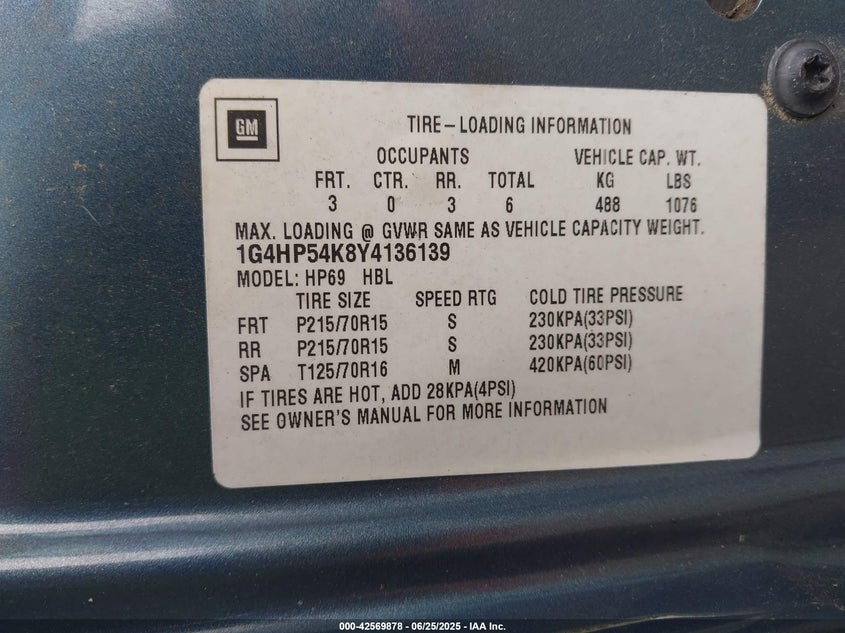 GM
TIRE-LOADING INFORMATION
OCCUPANTS VEHICLE CAP. WT.
FRT. CTR. RR. TOTAL KG LBS
3 0 3 6 488 1076
MAX. LOADING @ GVWR SAME AS VEHICLE CAPACITY WEIGHT.
1G4HP54K8Y4136139
MODEL: HP69 HBL
TIRE SIZE SPEED RTG COLD TIRE PRESSURE
FRT P215/70R15 S 230KPA(33PSI)
RR P215/70R15 S 230KPA(33PSI)
SPA T125/70R16 M 420KPA(60PSI)
IF TIRES ARE HOT, ADD 28KPA(4PSI)
SEE OWNER'S MANUAL FOR MORE INFORMATION
000-42569878 - 06/25/2025 - IAA Inc.